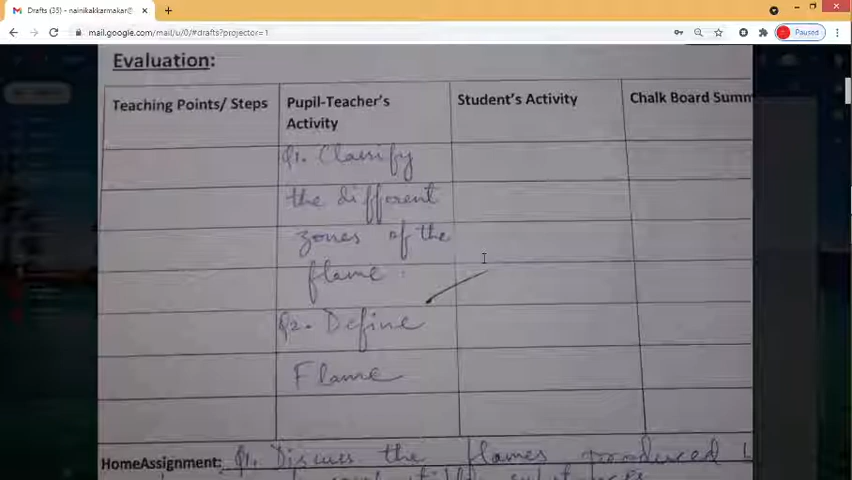 Drafts (35) - nainikakkarmakar@
mail.google.com/mail/u/0/#drafts?projector=1
Paused
Evaluation:
Teaching Points/ Steps
Pupil-Teacher's Activity
Student's Activity
Chalk Board Summ
Q1. Classify
the different
zones of the
flame.
Q2. Define
Flame
HomeAssignment: Q1. Discuss the flames produced